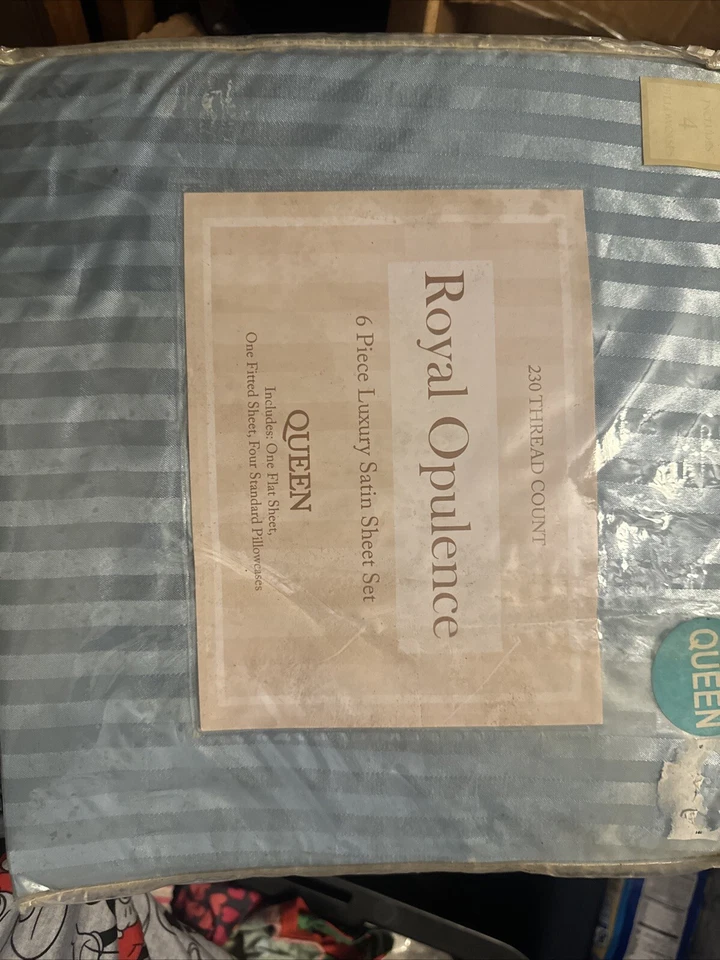 230 THREAD COUNT
Royal Opulence
6 Piece Luxury Satin Sheet Set
QUEEN
Includes: One Flat Sheet,
One Fitted Sheet, Four Standard Pillowcases
QUEEN
4